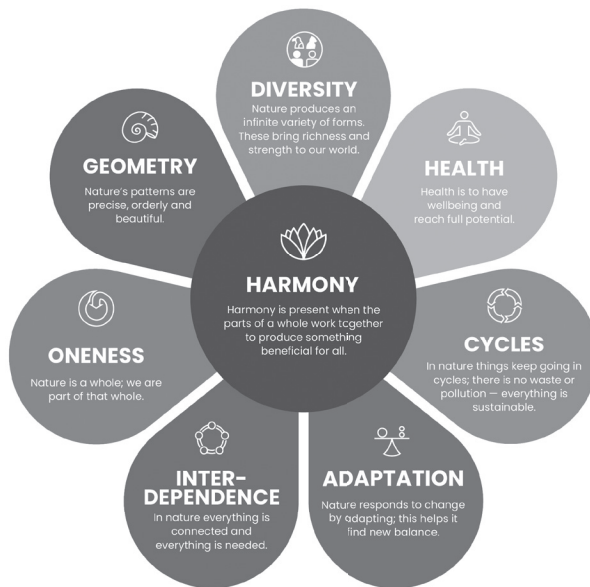 DIVERSITY
Nature produces an
infinite variety of forms.
These bring richness and
strength to our world.
HEALTH
Health is to have
wellbeing and
reach full potential.
CYCLES
In nature things keep going in
cycles; there is no waste or
pollution — everything is
sustainable.
ADAPTATION
Nature responds to change
by adapting; this helps it
find new balance.
INTER-
DEPENDENCE
In nature everything is
connected and
everything is needed.
ONENESS
Nature is a whole; we are
part of that whole.
GEOMETRY
Nature's patterns are
precise, orderly and
beautiful.
HARMONY
Harmony is present when the
parts of a whole work together
to produce something
beneficial for all.